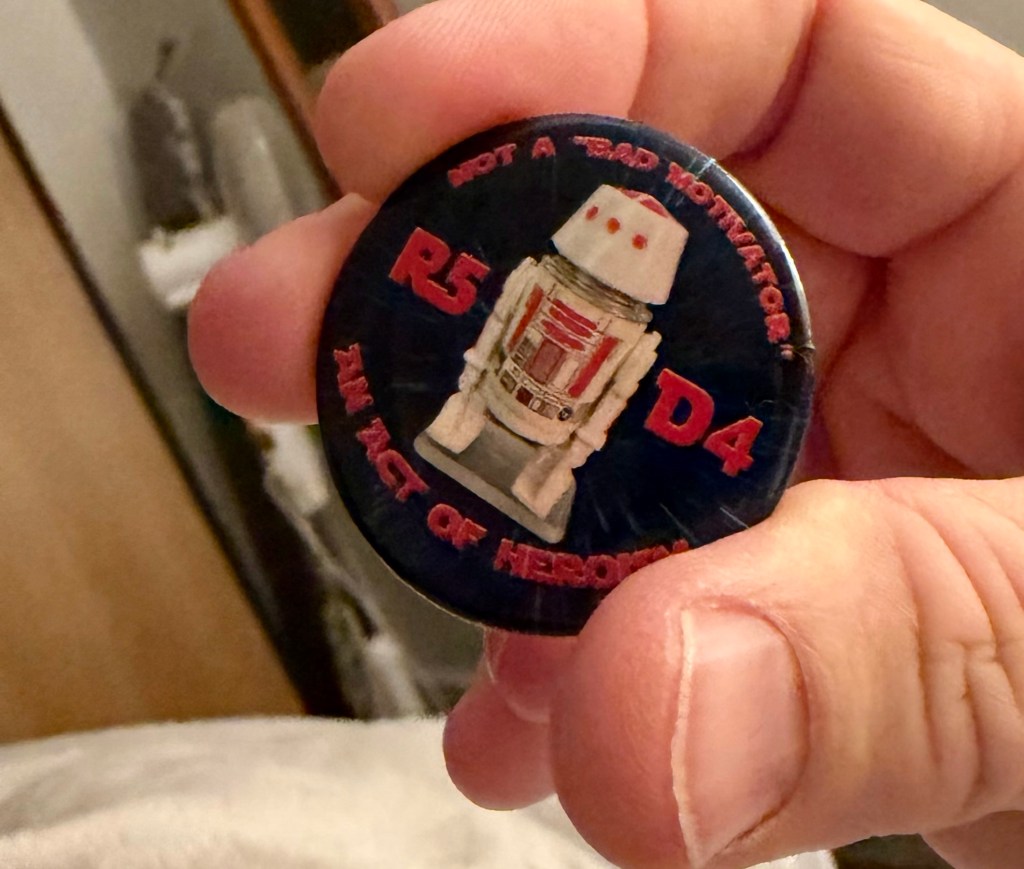 NOT A "BAD MOTIVATOR"
R5
D4
AN ACT OF HEROISM